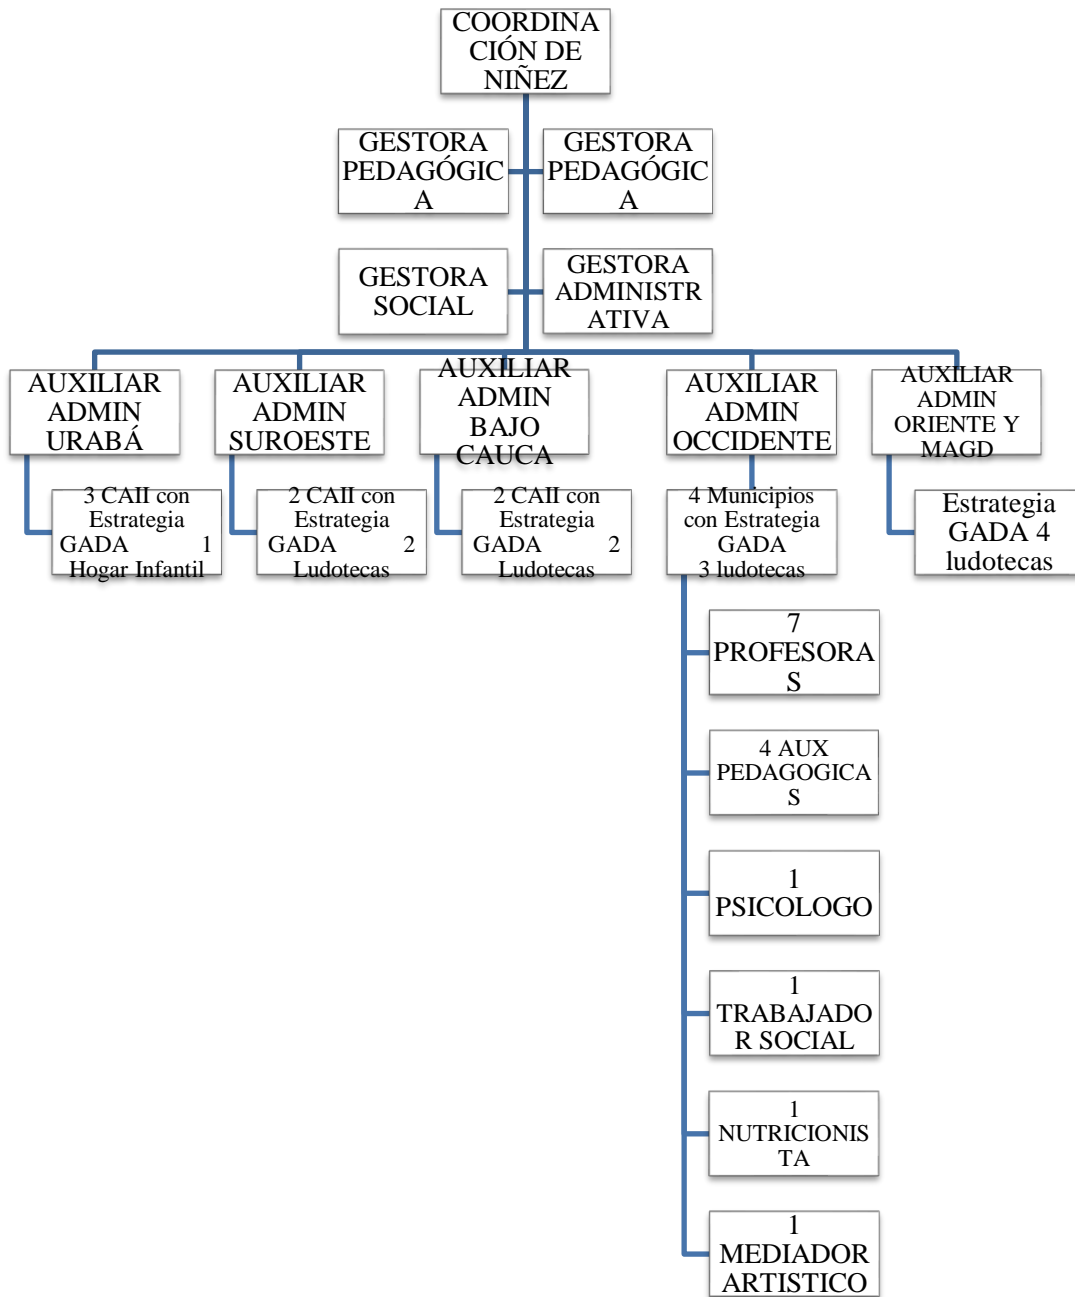 COORDINA
CIÓN DE
NIÑEZ
GESTORA
PEDAGÓGIC
A
GESTORA
PEDAGÓGIC
A
GESTORA
SOCIAL
GESTORA
ADMINISTR
ATIVA
AUXILIAR
ADMIN
URABÁ
AUXILIAR
ADMIN
SUROESTE
AUXILIAR
ADMIN
BAJO
CAUCA
AUXILIAR
ADMIN
OCCIDENTE
AUXILIAR
ADMIN
ORIENTE Y
MAGD
3 CAII con
Estrategia
GADA 1
Hogar Infantil
2 CAII con
Estrategia
GADA 2
Ludotecas
2 CAII con
Estrategia
GADA 2
Ludotecas
4 Municipios
con Estrategia
GADA
3 ludotecas
Estrategia
GADA 4
ludotecas
7
PROFESORA
S
4 AUX
PEDAGOGICA
S
1
PSICOLOGO
1
TRABAJADO
R SOCIAL
1
NUTRICIONIS
TA
1
MEDIADOR
ARTISTICO